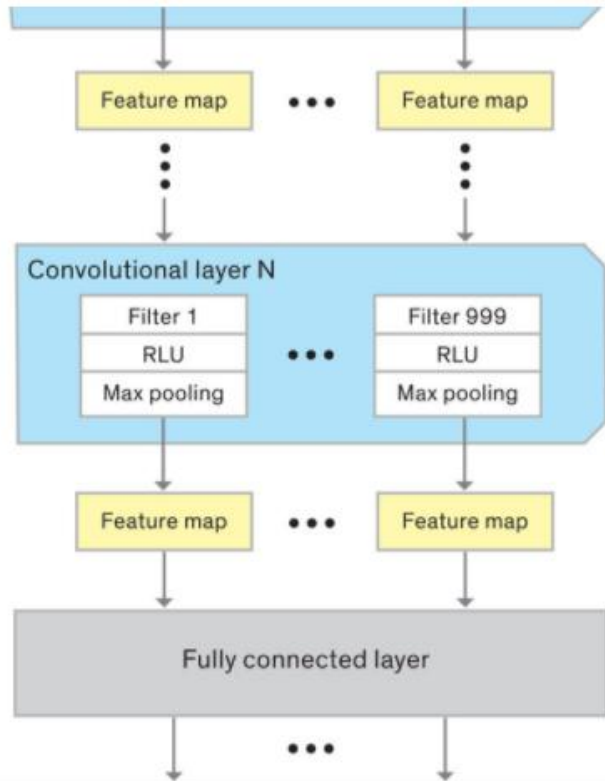 Feature map
Feature map
Convolutional layer N
Filter 1
RLU
Max pooling
Filter 999
RLU
Max pooling
Feature map
Feature map
Fully connected layer